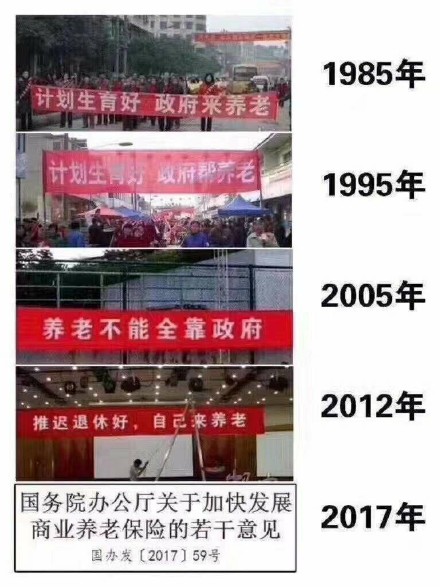 计划生育好 政府来养老
1985年
计划生育好 政府帮养老
1995年
养老不能全靠政府
2005年
推迟退休好，自己来养老
2012年
国务院办公厅关于加快发展
商业养老保险的若干意见
国办发〔2017〕59号
2017年